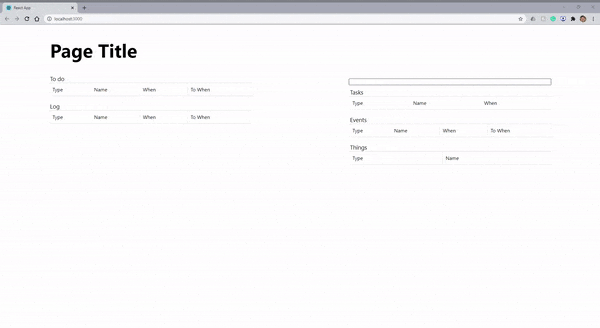 React App
localhost:3000
Page Title
To do
Type Name When To When
Log
Type Name When To When
Tasks
Type Name When
Events
Type Name When To When
Things
Type Name